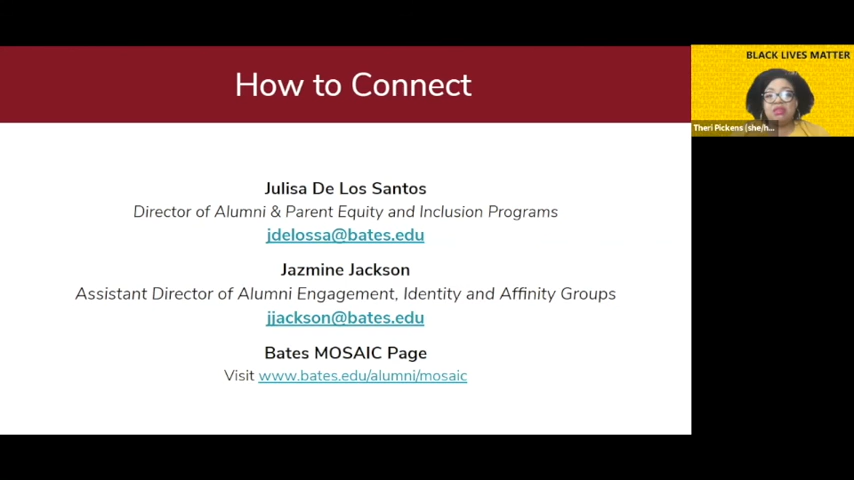 How to Connect
BLACK LIVES MATTER
Theri Pickens (she/h...
Julisa De Los Santos
Director of Alumni & Parent Equity and Inclusion Programs
jdelossa@bates.edu
Jazmine Jackson
Assistant Director of Alumni Engagement, Identity and Affinity Groups
jjackson@bates.edu
Bates MOSAIC Page
Visit www.bates.edu/alumni/mosaic